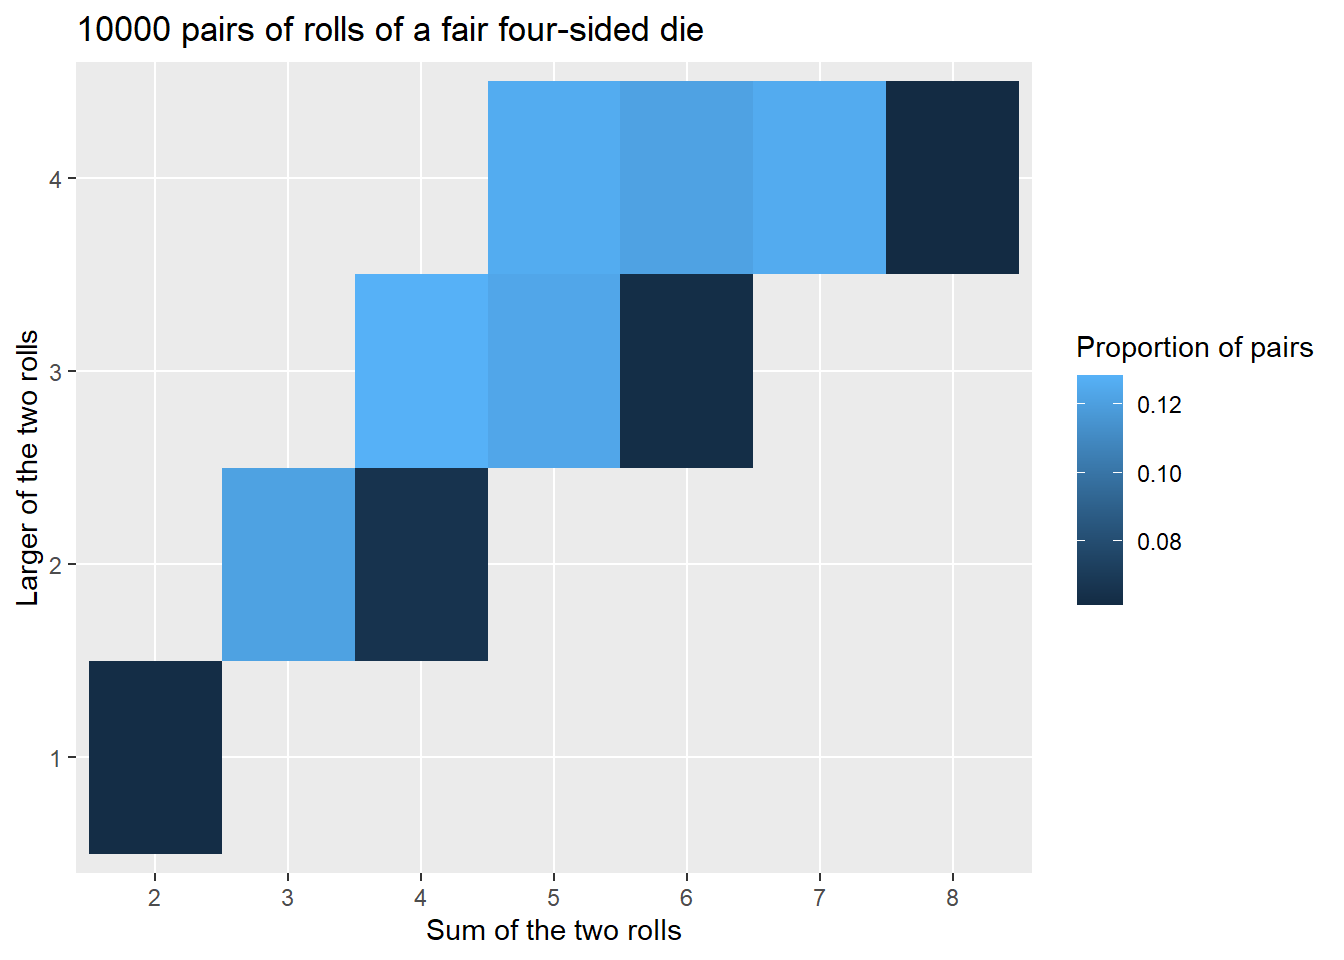 10000 pairs of rolls of a fair four-sided die
Larger of the two rolls
4
3
2
1
2 3 4 5 6 7 8
Sum of the two rolls
Proportion of pairs
0.12
0.10
0.08